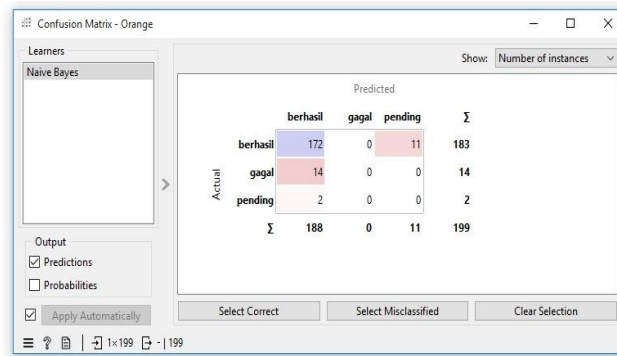 Confusion Matrix - Orange
Learners
Naive Bayes
Show: Number of instances
Predicted
berhasil gagal pending Σ
Actual
berhasil 172 0 11 183
gagal 14 0 0 14
pending 2 0 0 2
Σ 188 0 11 199
Output
Predictions
Probabilities
Apply Automatically
Select Correct Select Misclassified Clear Selection
1×199 - | 199